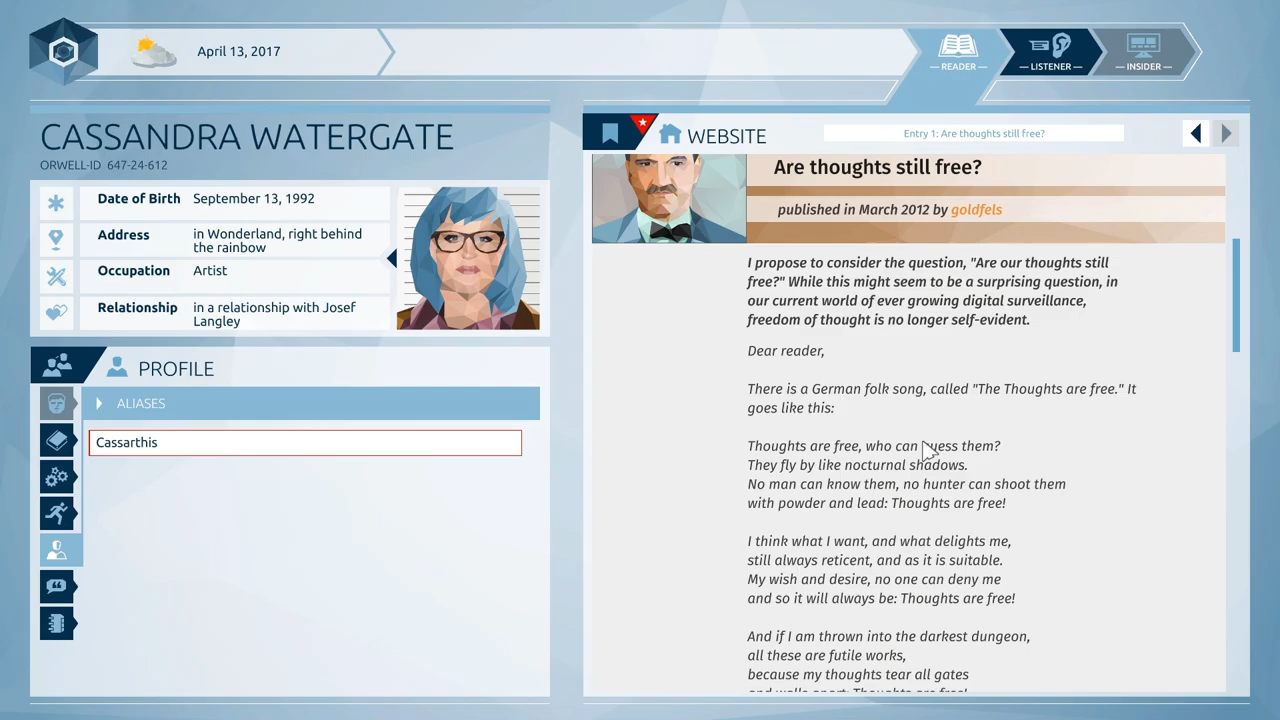 April 13, 2017
— READER —
— LISTENER —
— INSIDER —
CASSANDRA WATERGATE
ORWELL-ID 647-24-612
Date of Birth September 13, 1992
Address in Wonderland, right behind
the rainbow
Occupation Artist
Relationship in a relationship with Josef
Langley
PROFILE
ALIASES
Cassarthis
WEBSITE
Entry 1: Are thoughts still free?
Are thoughts still free?
published in March 2012 by goldfels
I propose to consider the question, "Are our thoughts still
free?" While this might seem to be a surprising question, in
our current world of ever growing digital surveillance,
freedom of thought is no longer self-evident.
Dear reader,
There is a German folk song, called "The Thoughts are free." It
goes like this:
Thoughts are free, who can guess them?
They fly by like nocturnal shadows.
No man can know them, no hunter can shoot them
with powder and lead: Thoughts are free!
I think what I want, and what delights me,
still always reticent, and as it is suitable.
My wish and desire, no one can deny me
and so it will always be: Thoughts are free!
And if I am thrown into the darkest dungeon,
all these are futile works,
because my thoughts tear all gates
and walls apart: Thoughts are free!